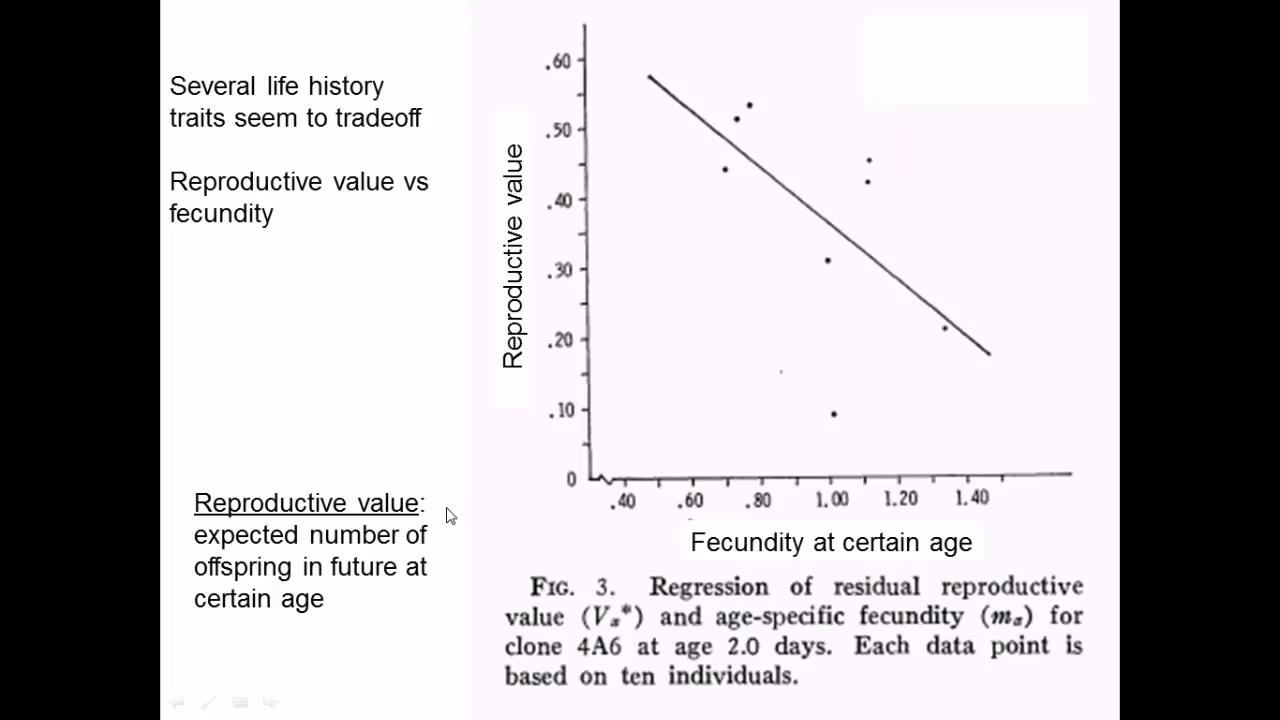 Several life history
traits seem to tradeoff
Reproductive value vs
fecundity
Reproductive value:
expected number of
offspring in future at
certain age
Reproductive value
.60
.50
.40
.30
.20
.10
0
.40
.60
.80
1.00
1.20
1.40
Fecundity at certain age
FIG. 3. Regression of residual reproductive
value (Vₓ*) and age-specific fecundity (mₓ) for
clone 4A6 at age 2.0 days. Each data point is
based on ten individuals.